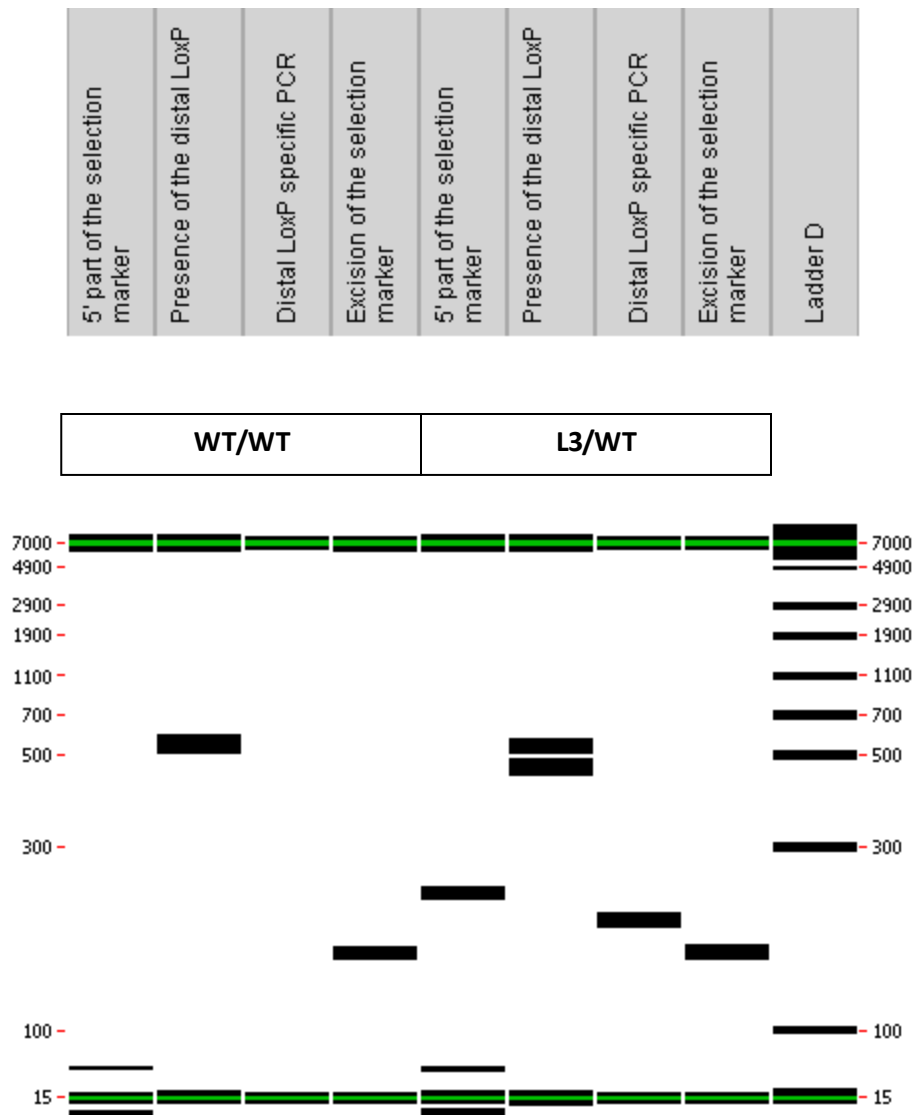 5' part of the selection
marker
Presence of the distal LoxP
Distal LoxP specific PCR
Excision of the selection
marker
5' part of the selection
marker
Presence of the distal LoxP
Distal LoxP specific PCR
Excision of the selection
marker
Ladder D
WT/WT L3/WT
7000 7000
4900 4900
2900 2900
1900 1900
1100 1100
700 700
500 500
300 300
100 100
15 15